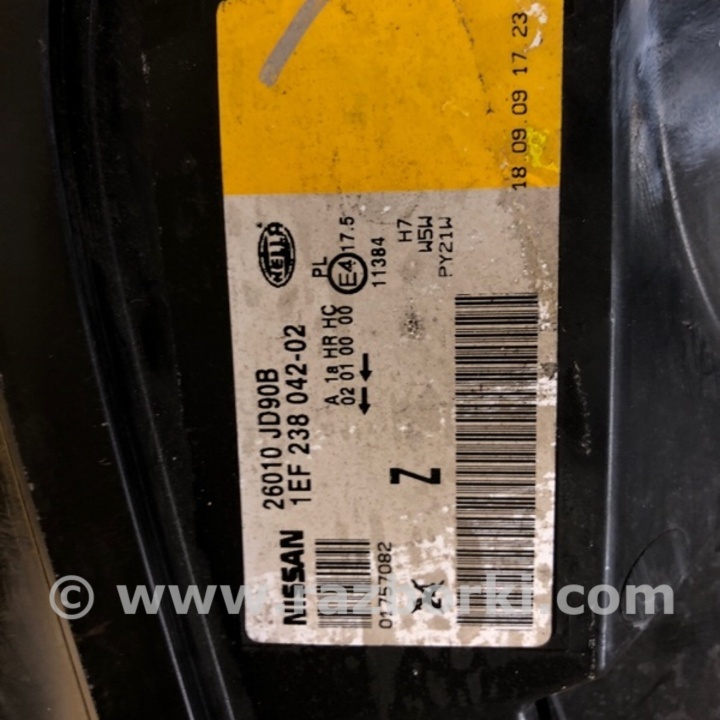 NISSAN
26010 JD90B
1EF 238 042-02
HELLA
PL
E4 17.5
11384
A 1a HR HC
02 01 00 00
H7
W5W
PY21W
01757082
Z
18 09 09 17 23
© www.razborki.com